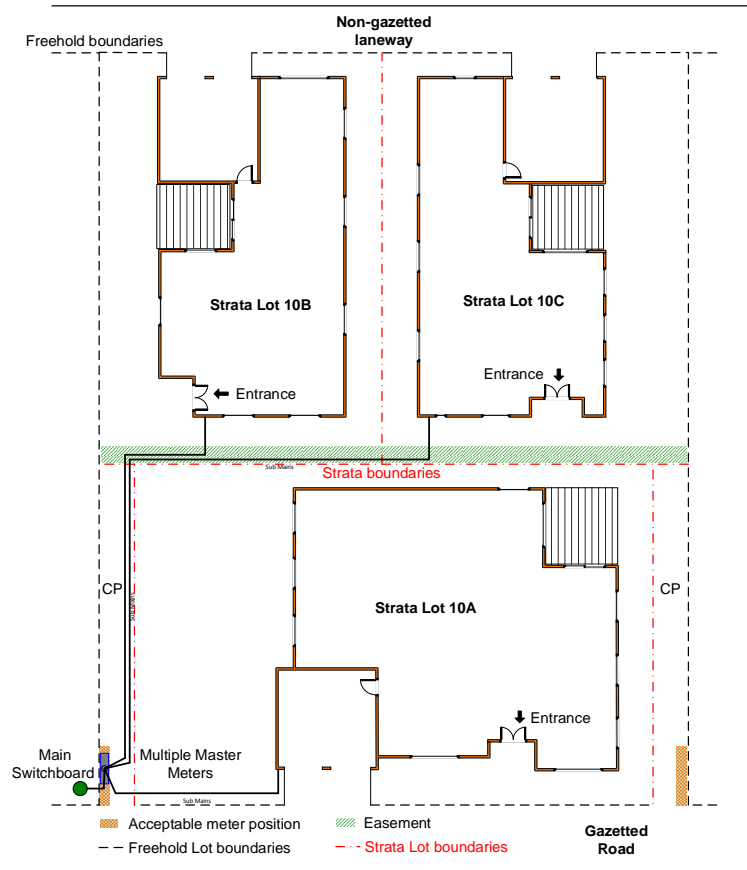 Non-gazetted
laneway
Freehold boundaries
Strata Lot 10B
Strata Lot 10C
Entrance
Entrance
Sub Mains
Strata boundaries
CP
CP
Sub Mains
Strata Lot 10A
Entrance
Main
Switchboard
Multiple Master
Meters
Sub Mains
Acceptable meter position
Easement
Gazetted
Road
Freehold Lot boundaries
Strata Lot boundaries